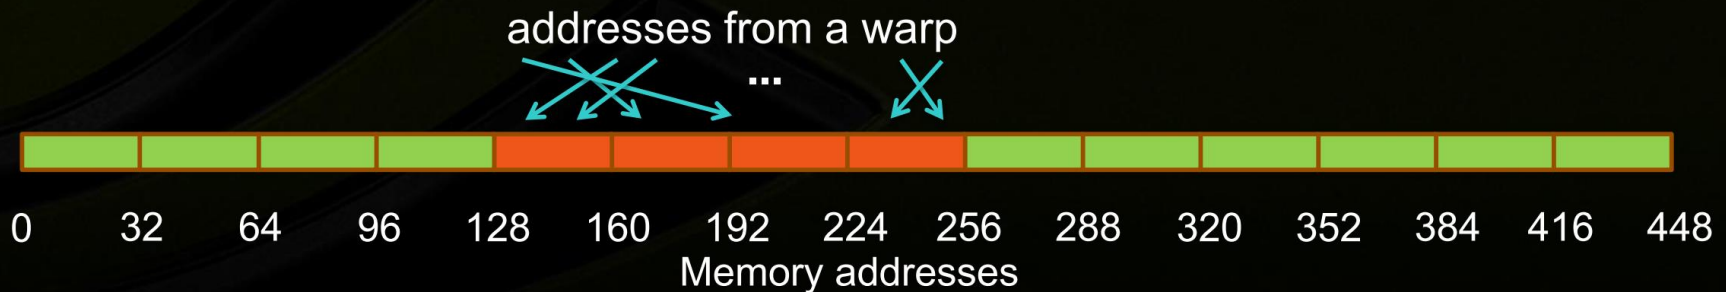 addresses from a warp
...
0 32 64 96 128 160 192 224 256 288 320 352 384 416 448
Memory addresses